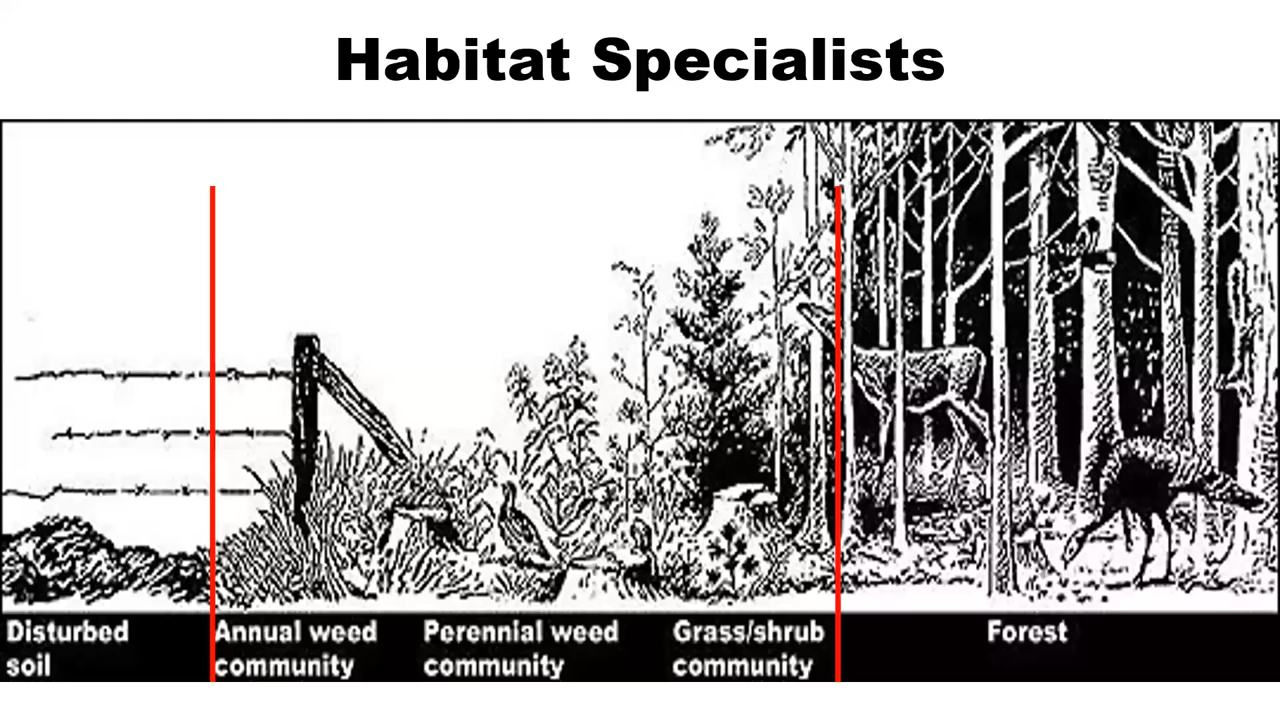 Habitat Specialists
Disturbed
soil
Annual weed
community
Perennial weed
community
Grass/shrub
community
Forest